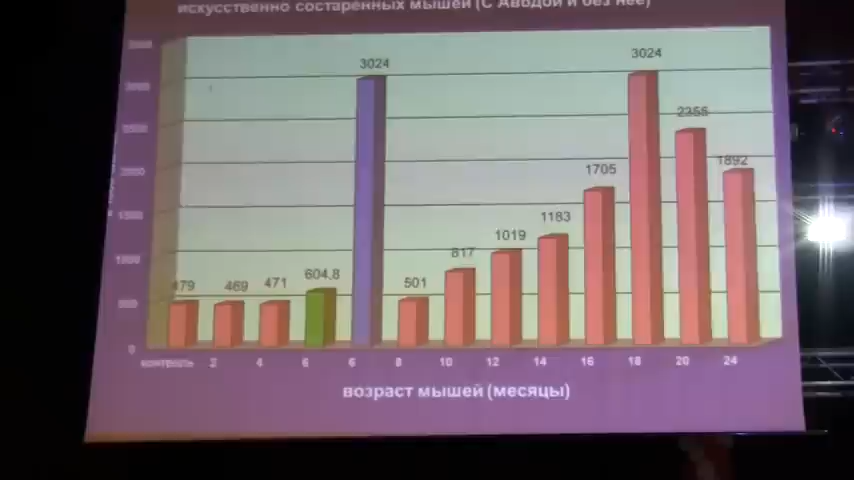 искусственно состаренных мышей (С Аводой и без неё)
3500
3000
2500
2000
1500
1000
500
0
479 469 471 604,8 3024 501 817 1019 1183 1705 3024 2355 1892
контроль 2 4 6 6 8 10 12 14 16 18 20 24
возраст мышей (месяцы)